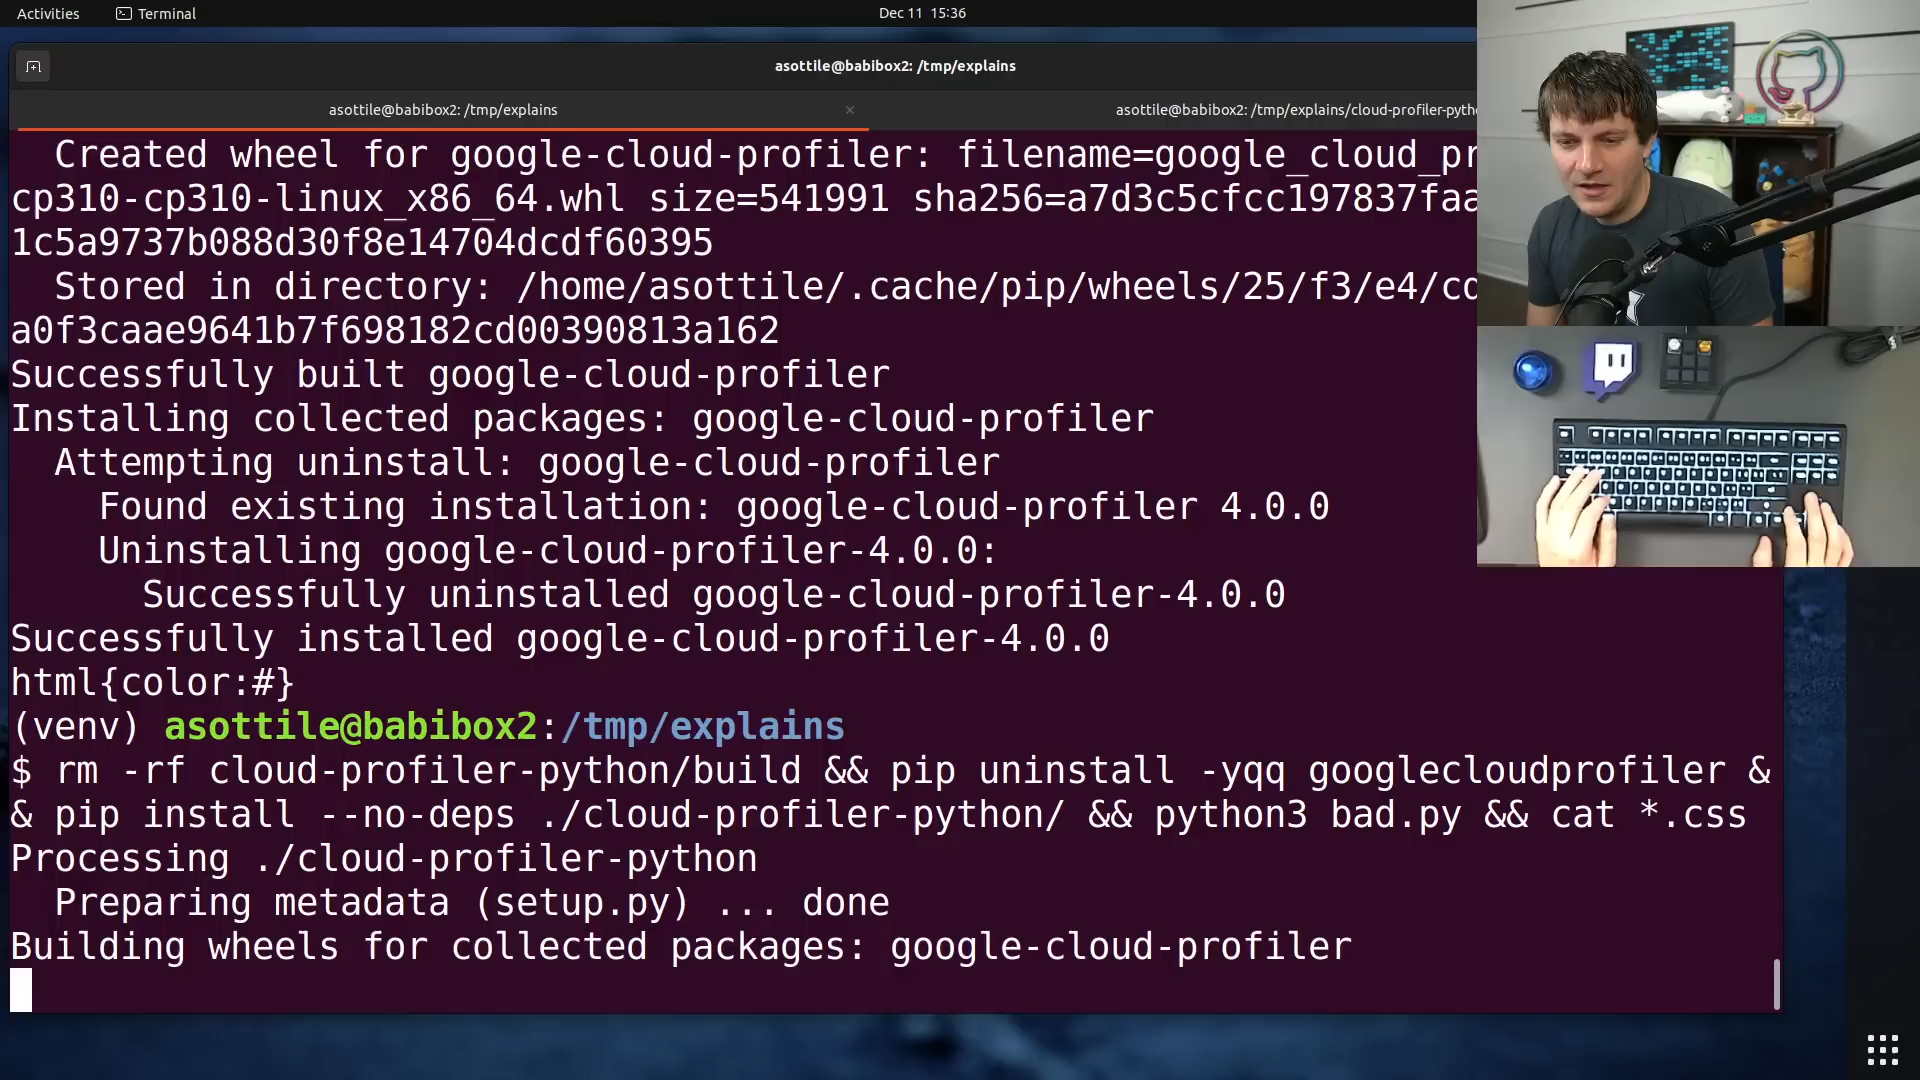 Activities
Terminal
Dec 11 15:36
asottile@babibox2: /tmp/explains
asottile@babibox2: /tmp/explains
asottile@babibox2: /tmp/explains/cloud-profiler-pytho
Created wheel for google-cloud-profiler: filename=google_cloud_pr
cp310-cp310-linux_x86_64.whl size=541991 sha256=a7d3c5cfcc197837faa
1c5a9737b088d30f8e14704dcdf60395
Stored in directory: /home/asottile/.cache/pip/wheels/25/f3/e4/cd
a0f3caae9641b7f698182cd00390813a162
Successfully built google-cloud-profiler
Installing collected packages: google-cloud-profiler
Attempting uninstall: google-cloud-profiler
Found existing installation: google-cloud-profiler 4.0.0
Uninstalling google-cloud-profiler-4.0.0:
Successfully uninstalled google-cloud-profiler-4.0.0
Successfully installed google-cloud-profiler-4.0.0
html{color:#}
(venv) asottile@babibox2:/tmp/explains
$ rm -rf cloud-profiler-python/build && pip uninstall -yqq googlecloudprofiler &
& pip install --no-deps ./cloud-profiler-python/ && python3 bad.py && cat *.css
Processing ./cloud-profiler-python
Preparing metadata (setup.py) ... done
Building wheels for collected packages: google-cloud-profiler